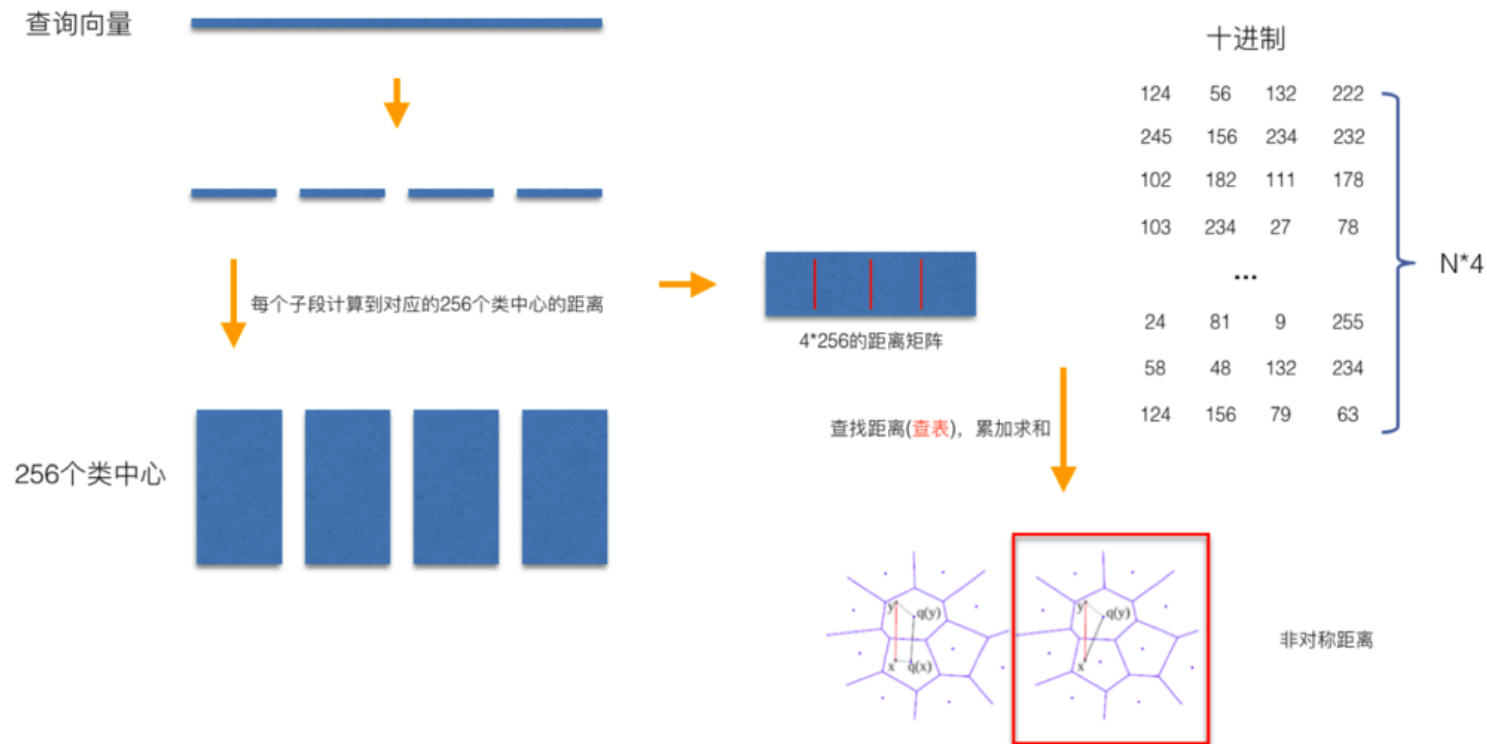 查询向量
十进制
124 56 132 222
245 156 234 232
102 182 111 178
103 234 27 78
...
24 81 9 255
58 48 132 234
124 156 79 63
N*4
每个子段计算到对应的256个类中心的距离
4*256的距离矩阵
查找距离(查表)，累加求和
256个类中心
y q(y)
x q(x)
y q(y)
x
非对称距离